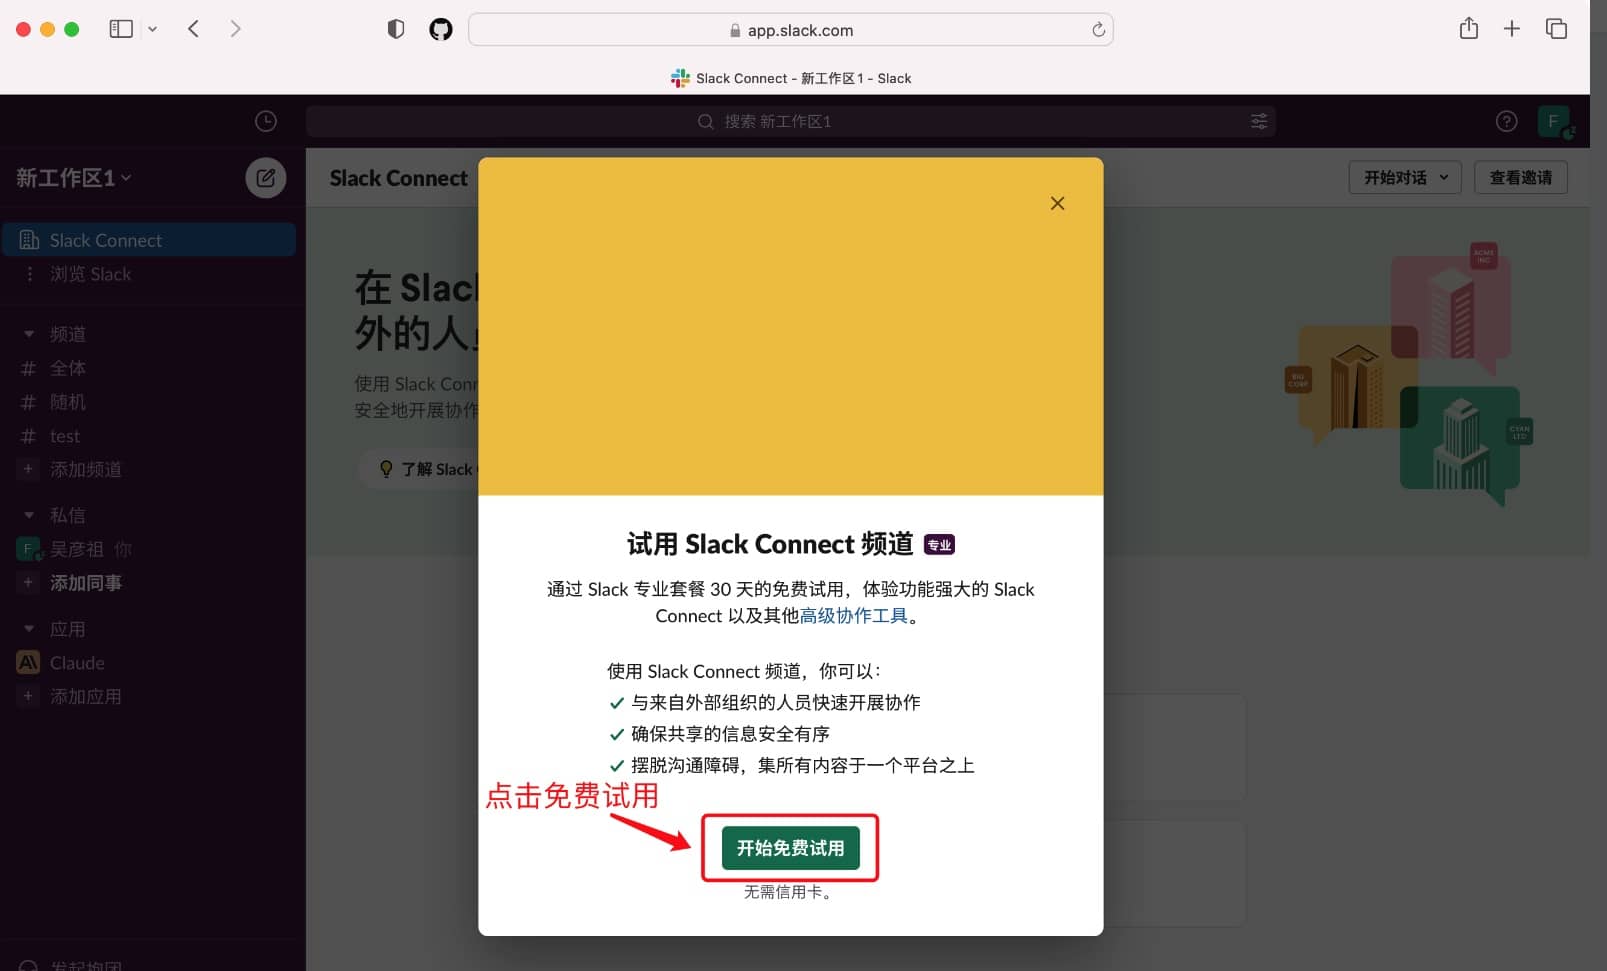 app.slack.com
Slack Connect - 新工作区1 - Slack
搜索 新工作区1
F
新工作区1
Slack Connect
开始对话
查看邀请
Slack Connect
浏览 Slack
频道
# 全体
# 随机
# test
+ 添加频道
私信
F 吴彦祖 你
+ 添加同事
应用
Claude
+ 添加应用
在 Slac
外的人
使用 Slack Conn
安全地开展协作
了解 Slack
ACME
INC
BIG
CORP
CYAN
LTD
试用 Slack Connect 频道 专业
通过 Slack 专业套餐 30 天的免费试用，体验功能强大的 Slack
Connect 以及其他高级协作工具。
使用 Slack Connect 频道，你可以：
与来自外部组织的人员快速开展协作
确保共享的信息安全有序
摆脱沟通障碍，集所有内容于一个平台之上
点击免费试用
开始免费试用
无需信用卡。